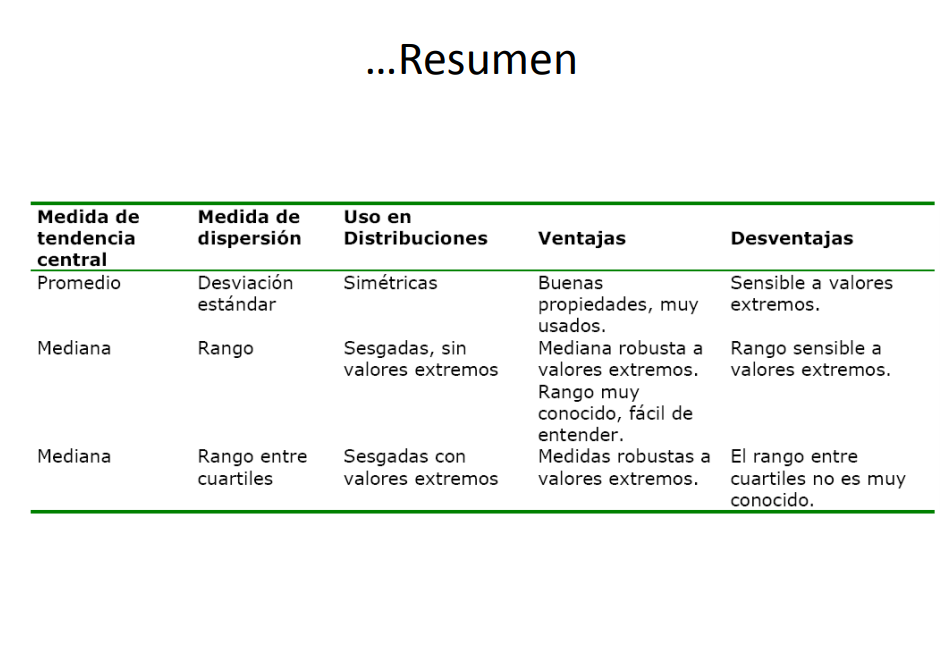 ...Resumen
Medida de tendencia central | Medida de dispersión | Uso en Distribuciones | Ventajas | Desventajas
Promedio | Desviación estándar | Simétricas | Buenas propiedades, muy usados. | Sensible a valores extremos.
Mediana | Rango | Sesgadas, sin valores extremos | Mediana robusta a valores extremos. Rango muy conocido, fácil de entender. | Rango sensible a valores extremos.
Mediana | Rango entre cuartiles | Sesgadas con valores extremos | Medidas robustas a valores extremos. | El rango entre cuartiles no es muy conocido.